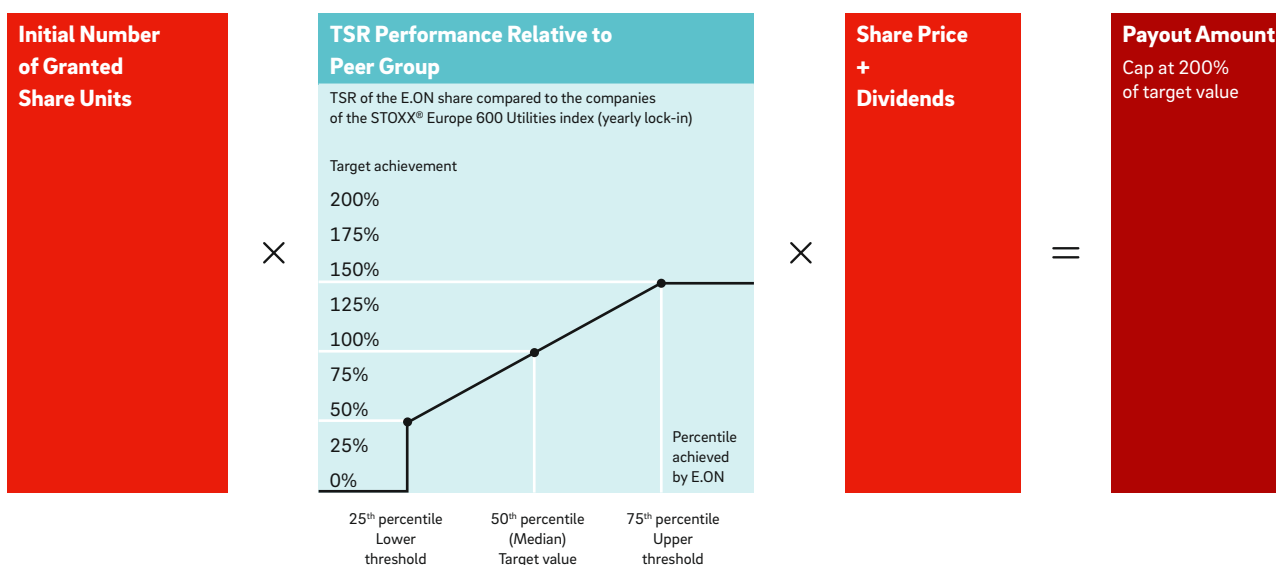 Initial Number
of Granted
Share Units
×
TSR Performance Relative to
Peer Group
TSR of the E.ON share compared to the companies
of the STOXX® Europe 600 Utilities index (yearly lock-in)
Target achievement
200%
175%
150%
125%
100%
75%
50%
25%
0%
Percentile
achieved
by E.ON
25th percentile
Lower
threshold
50th percentile
(Median)
Target value
75th percentile
Upper
threshold
×
Share Price
+
Dividends
=
Payout Amount
Cap at 200%
of target value